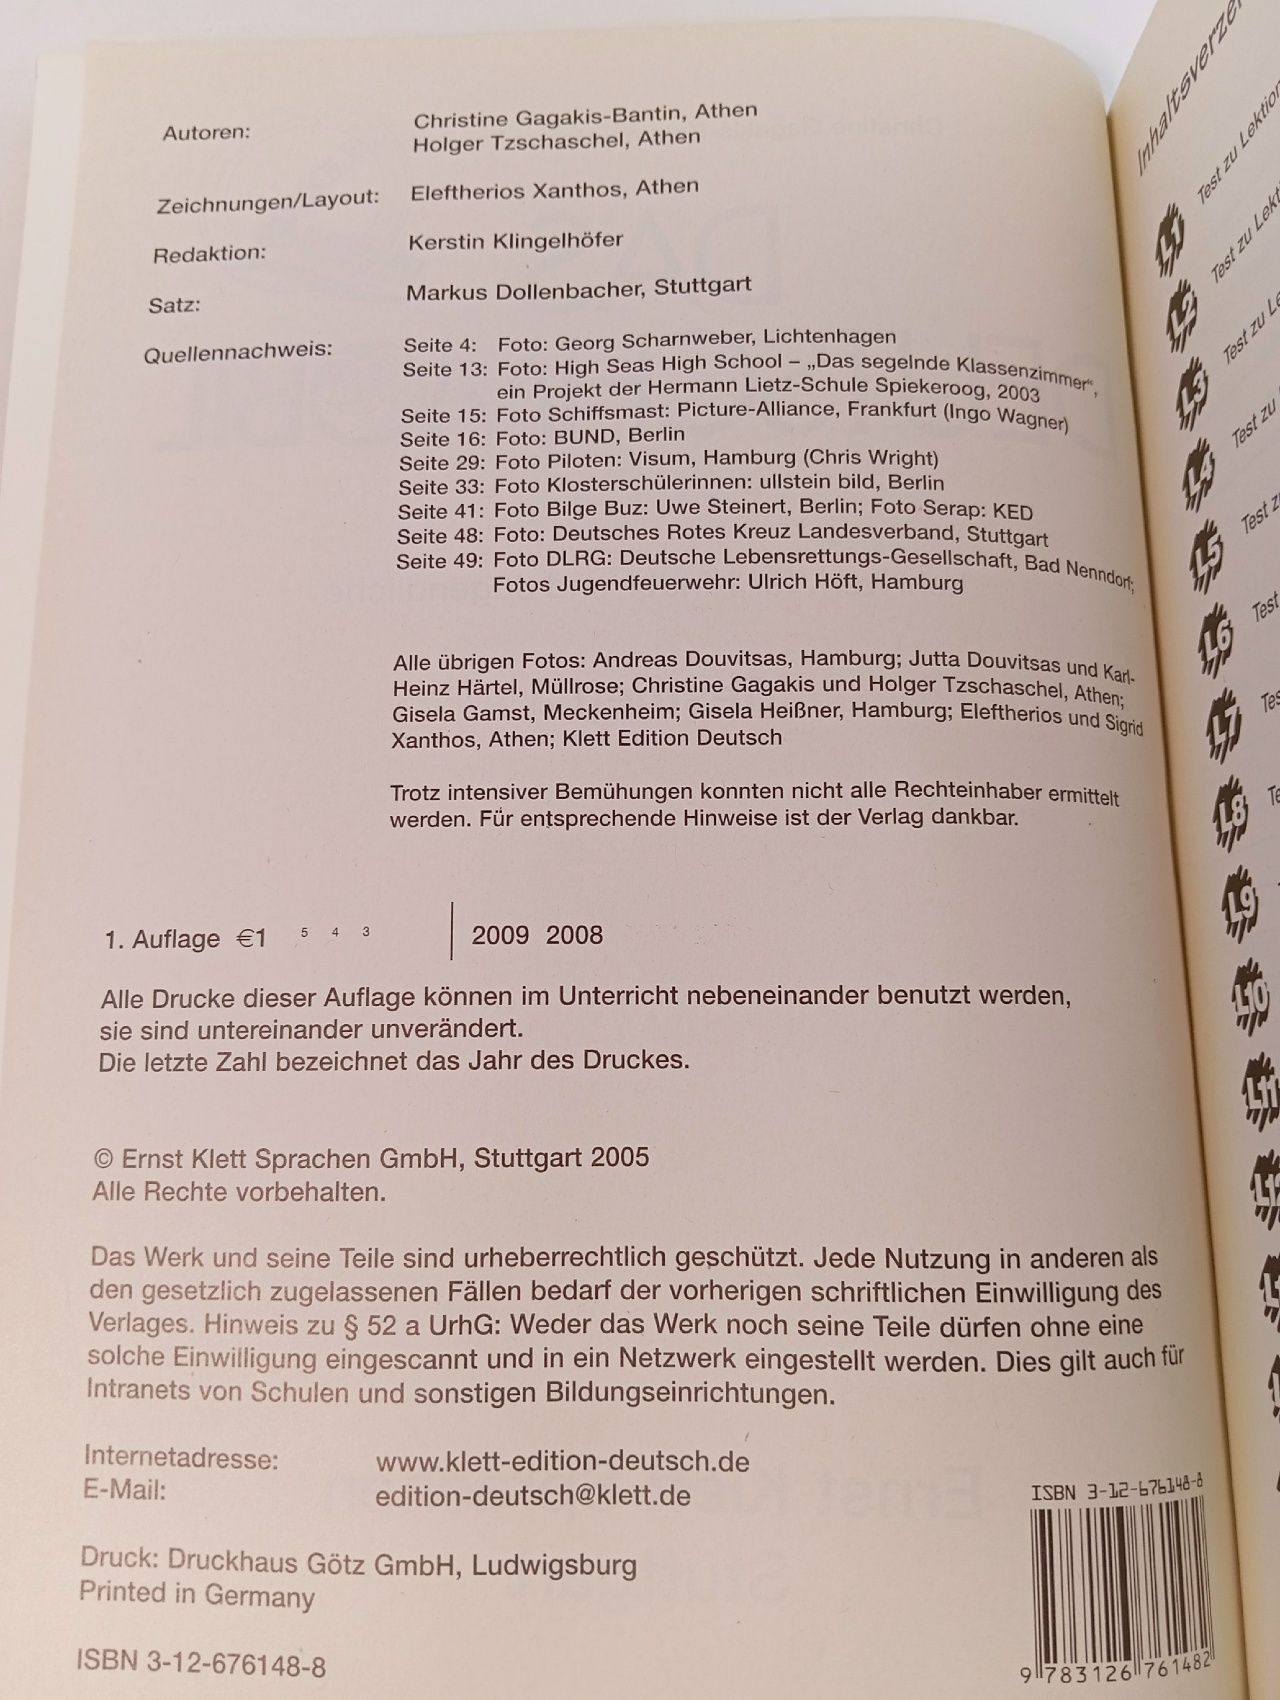 Autoren: Christine Gagakis-Bantin, Athen
Holger Tzschaschel, Athen
Zeichnungen/Layout: Eleftherios Xanthos, Athen
Redaktion: Kerstin Klingelhöfer
Satz: Markus Dollenbacher, Stuttgart
Quellennachweis: Seite 4: Foto: Georg Scharnweber, Lichtenhagen
Seite 13: Foto: High Seas High School – „Das segelnde Klassenzimmer“,
ein Projekt der Hermann Lietz-Schule Spiekeroog, 2003
Seite 15: Foto Schiffsmast: Picture-Alliance, Frankfurt (Ingo Wagner)
Seite 16: Foto: BUND, Berlin
Seite 29: Foto Piloten: Visum, Hamburg (Chris Wright)
Seite 33: Foto Klosterschülerinnen: ullstein bild, Berlin
Seite 41: Foto Bilge Buz: Uwe Steinert, Berlin; Foto Serap: KED
Seite 48: Foto: Deutsches Rotes Kreuz Landesverband, Stuttgart
Seite 49: Foto DLRG: Deutsche Lebensrettungs-Gesellschaft, Bad Nenndorf;
Fotos Jugendfeuerwehr: Ulrich Höft, Hamburg
Alle übrigen Fotos: Andreas Douvitsas, Hamburg; Jutta Douvitsas und Karl-
Heinz Härtel, Müllrose; Christine Gagakis und Holger Tzschaschel, Athen;
Gisela Gamst, Meckenheim; Gisela Heißner, Hamburg; Eleftherios und Sigrid
Xanthos, Athen; Klett Edition Deutsch
Trotz intensiver Bemühungen konnten nicht alle Rechteinhaber ermittelt
werden. Für entsprechende Hinweise ist der Verlag dankbar.
1. Auflage €1 5 4 3 | 2009 2008
Alle Drucke dieser Auflage können im Unterricht nebeneinander benutzt werden,
sie sind untereinander unverändert.
Die letzte Zahl bezeichnet das Jahr des Druckes.
© Ernst Klett Sprachen GmbH, Stuttgart 2005
Alle Rechte vorbehalten.
Das Werk und seine Teile sind urheberrechtlich geschützt. Jede Nutzung in anderen als
den gesetzlich zugelassenen Fällen bedarf der vorherigen schriftlichen Einwilligung des
Verlages. Hinweis zu § 52 a UrhG: Weder das Werk noch seine Teile dürfen ohne eine
solche Einwilligung eingescannt und in ein Netzwerk eingestellt werden. Dies gilt auch für
Intranets von Schulen und sonstigen Bildungseinrichtungen.
Internetadresse: www.klett-edition-deutsch.de
E-Mail: edition-deutsch@klett.de
Druck: Druckhaus Götz GmbH, Ludwigsburg
Printed in Germany
ISBN 3-12-676148-8
ISBN 3-12-676148-8
9 783126 761482
L1 Test zu Lektion
L2 Test zu
L3 Test zu
L4 Test zu
L5 Test
L6 Test
L7
L8
L9
L10
L11